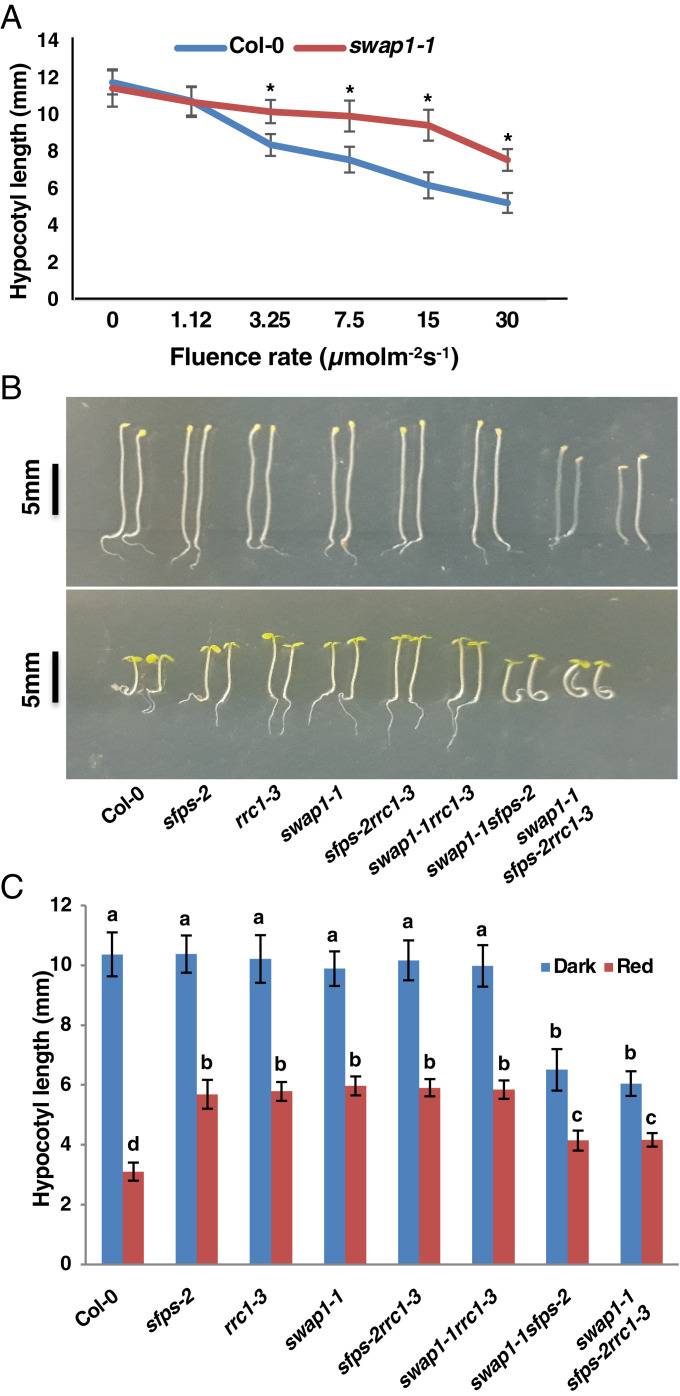 A
Hypocotyl length (mm)
14
12
10
8
6
4
2
0
Col-0 swap1-1
* * * *
0 1.12 3.25 7.5 15 30
Fluence rate (µmolm-2s-1)
B
5mm
5mm
Col-0 sfps-2 rrc1-3 swap1-1 sfps-2rrc1-3 swap1-1rrc1-3 swap1-1sfps-2 swap1-1
sfps-2rrc1-3
C
Hypocotyl length (mm)
12
10
8
6
4
2
0
Dark Red
a a a a a a b b
d b b b b b c c
Col-0 sfps-2 rrc1-3 swap1-1 sfps-2rrc1-3 swap1-1rrc1-3 swap1-1sfps-2 swap1-1
sfps-2rrc1-3